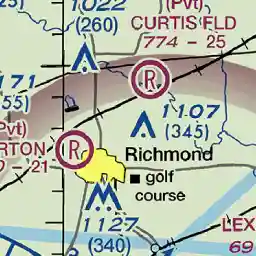 1022
(260)
(Pvt)
CURTIS FLD
774 - 25
R
171
55)
1107
(345)
Pvt)
RTON
R
- 21
Richmond
golf
course
1127
(340)
LEX
69